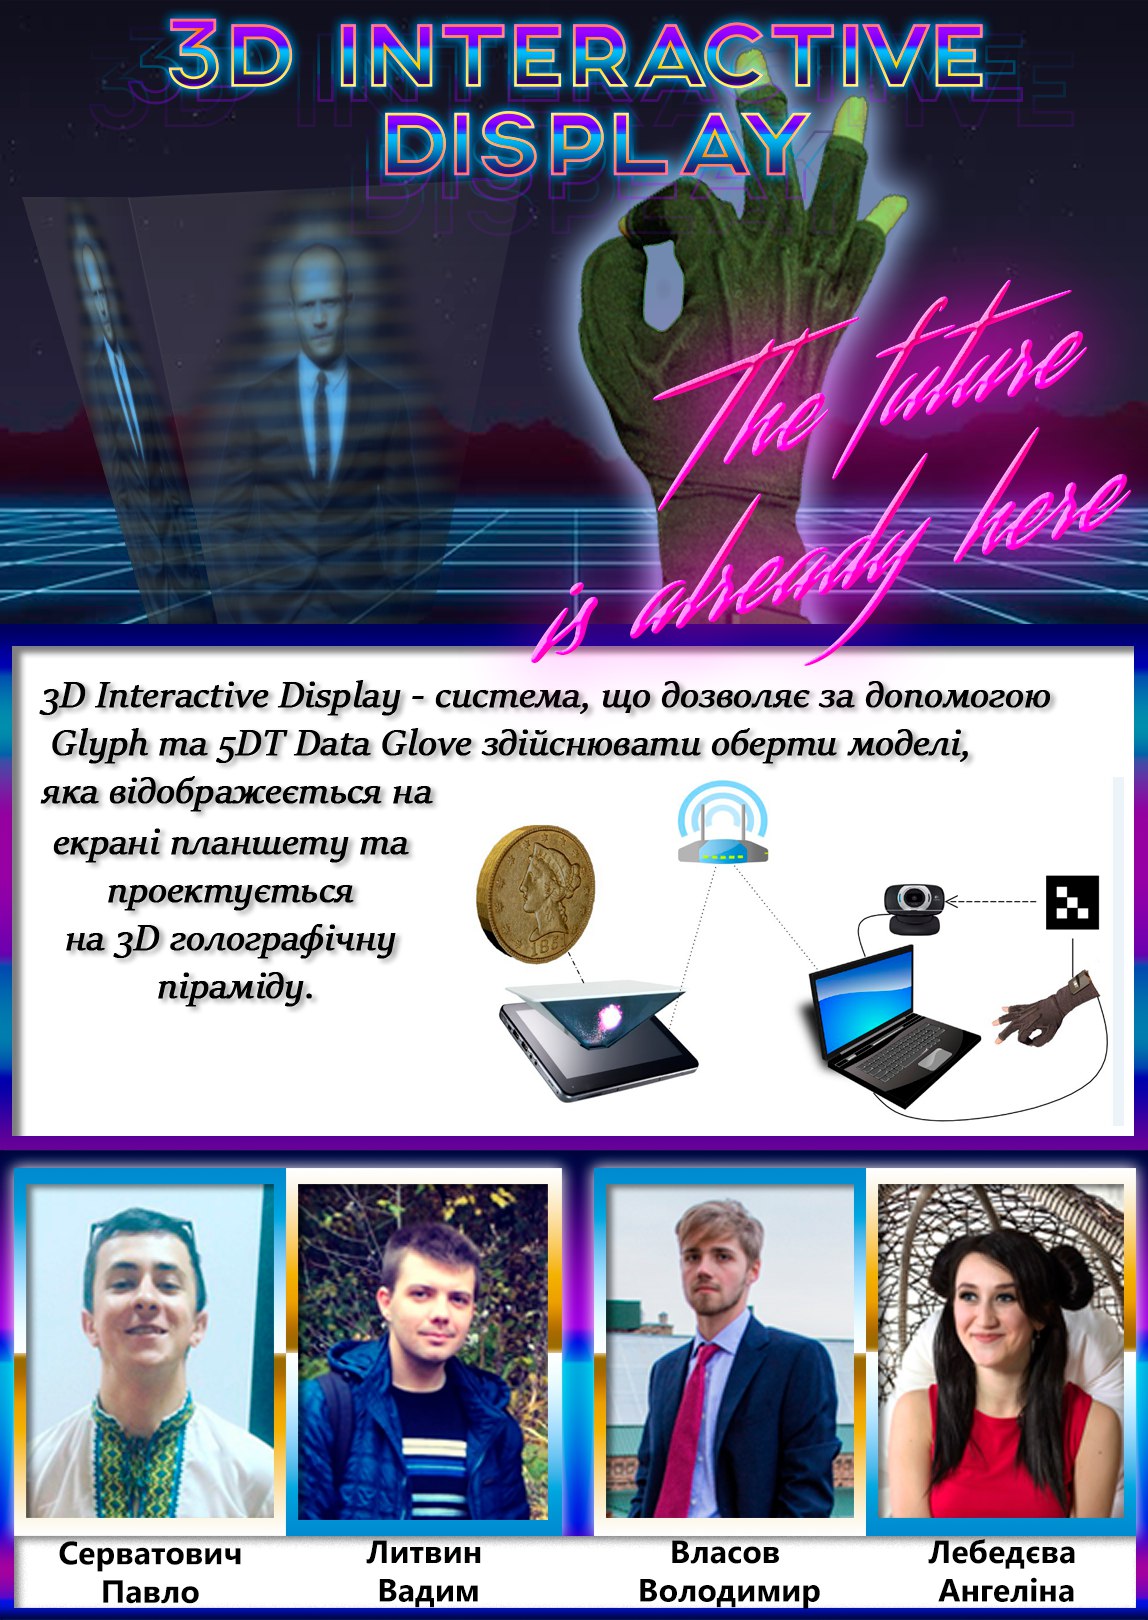 3D INTERACTIVE
DISPLAY
The future
is already here
3D Interactive Display - система, що дозволяє за допомогою
Glyph та 5DT Data Glove здійснювати оберти моделі,
яка відображеється на
екрані планшету та
проектується
на 3D голографічну
піраміду.
Серватович
Павло
Литвин
Вадим
Власов
Володимир
Лебедєва
Ангеліна